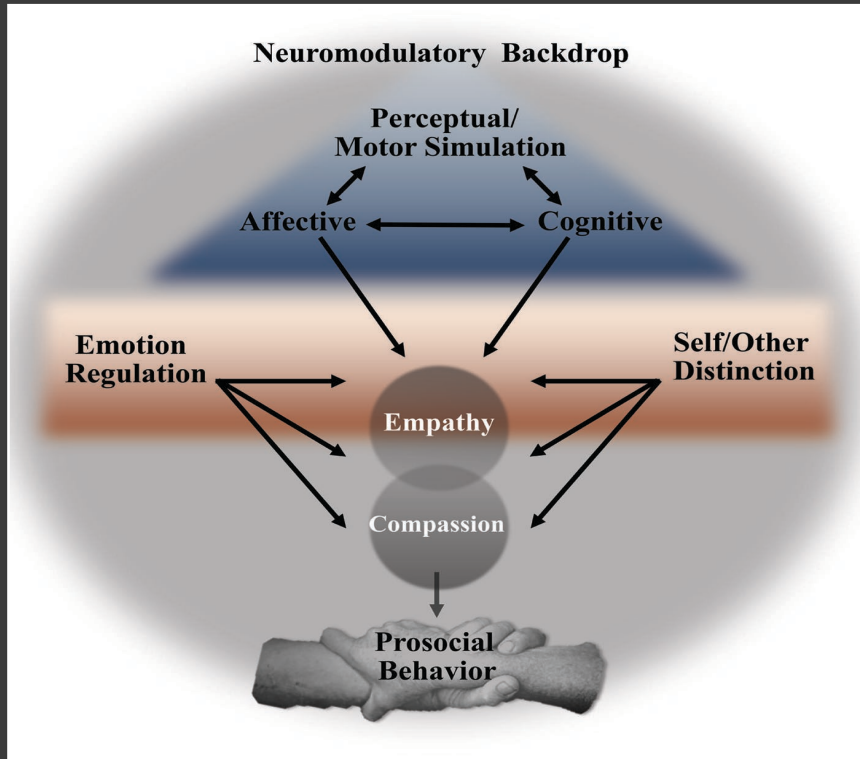 Neuromodulatory Backdrop
Perceptual/
Motor Simulation
Affective
Cognitive
Emotion
Regulation
Self/Other
Distinction
Empathy
Compassion
Prosocial
Behavior